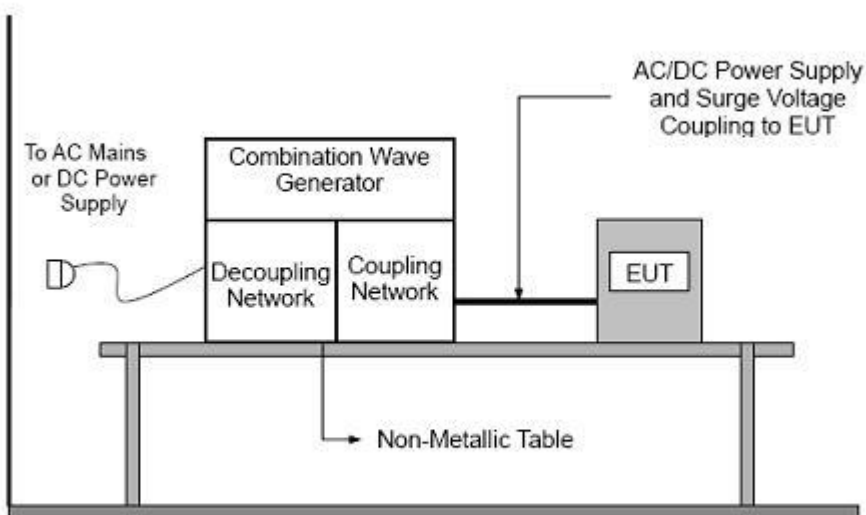 AC/DC Power Supply
and Surge Voltage
Coupling to EUT
To AC Mains
or DC Power
Supply
Combination Wave
Generator
Decoupling
Network
Coupling
Network
EUT
Non-Metallic Table